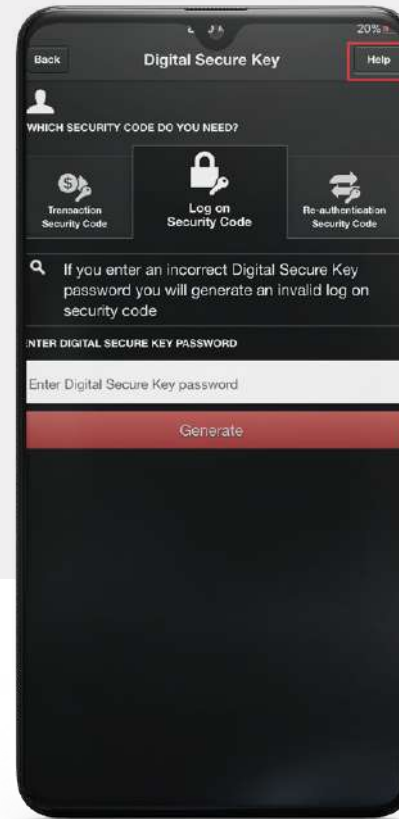 20%
Back
Digital Secure Key
Help
WHICH SECURITY CODE DO YOU NEED?
Transaction
Security Code
Log on
Security Code
Re-authentication
Security Code
If you enter an incorrect Digital Secure Key
password you will generate an invalid log on
security code
NTER DIGITAL SECURE KEY PASSWORD
Enter Digital Secure Key password
Generate